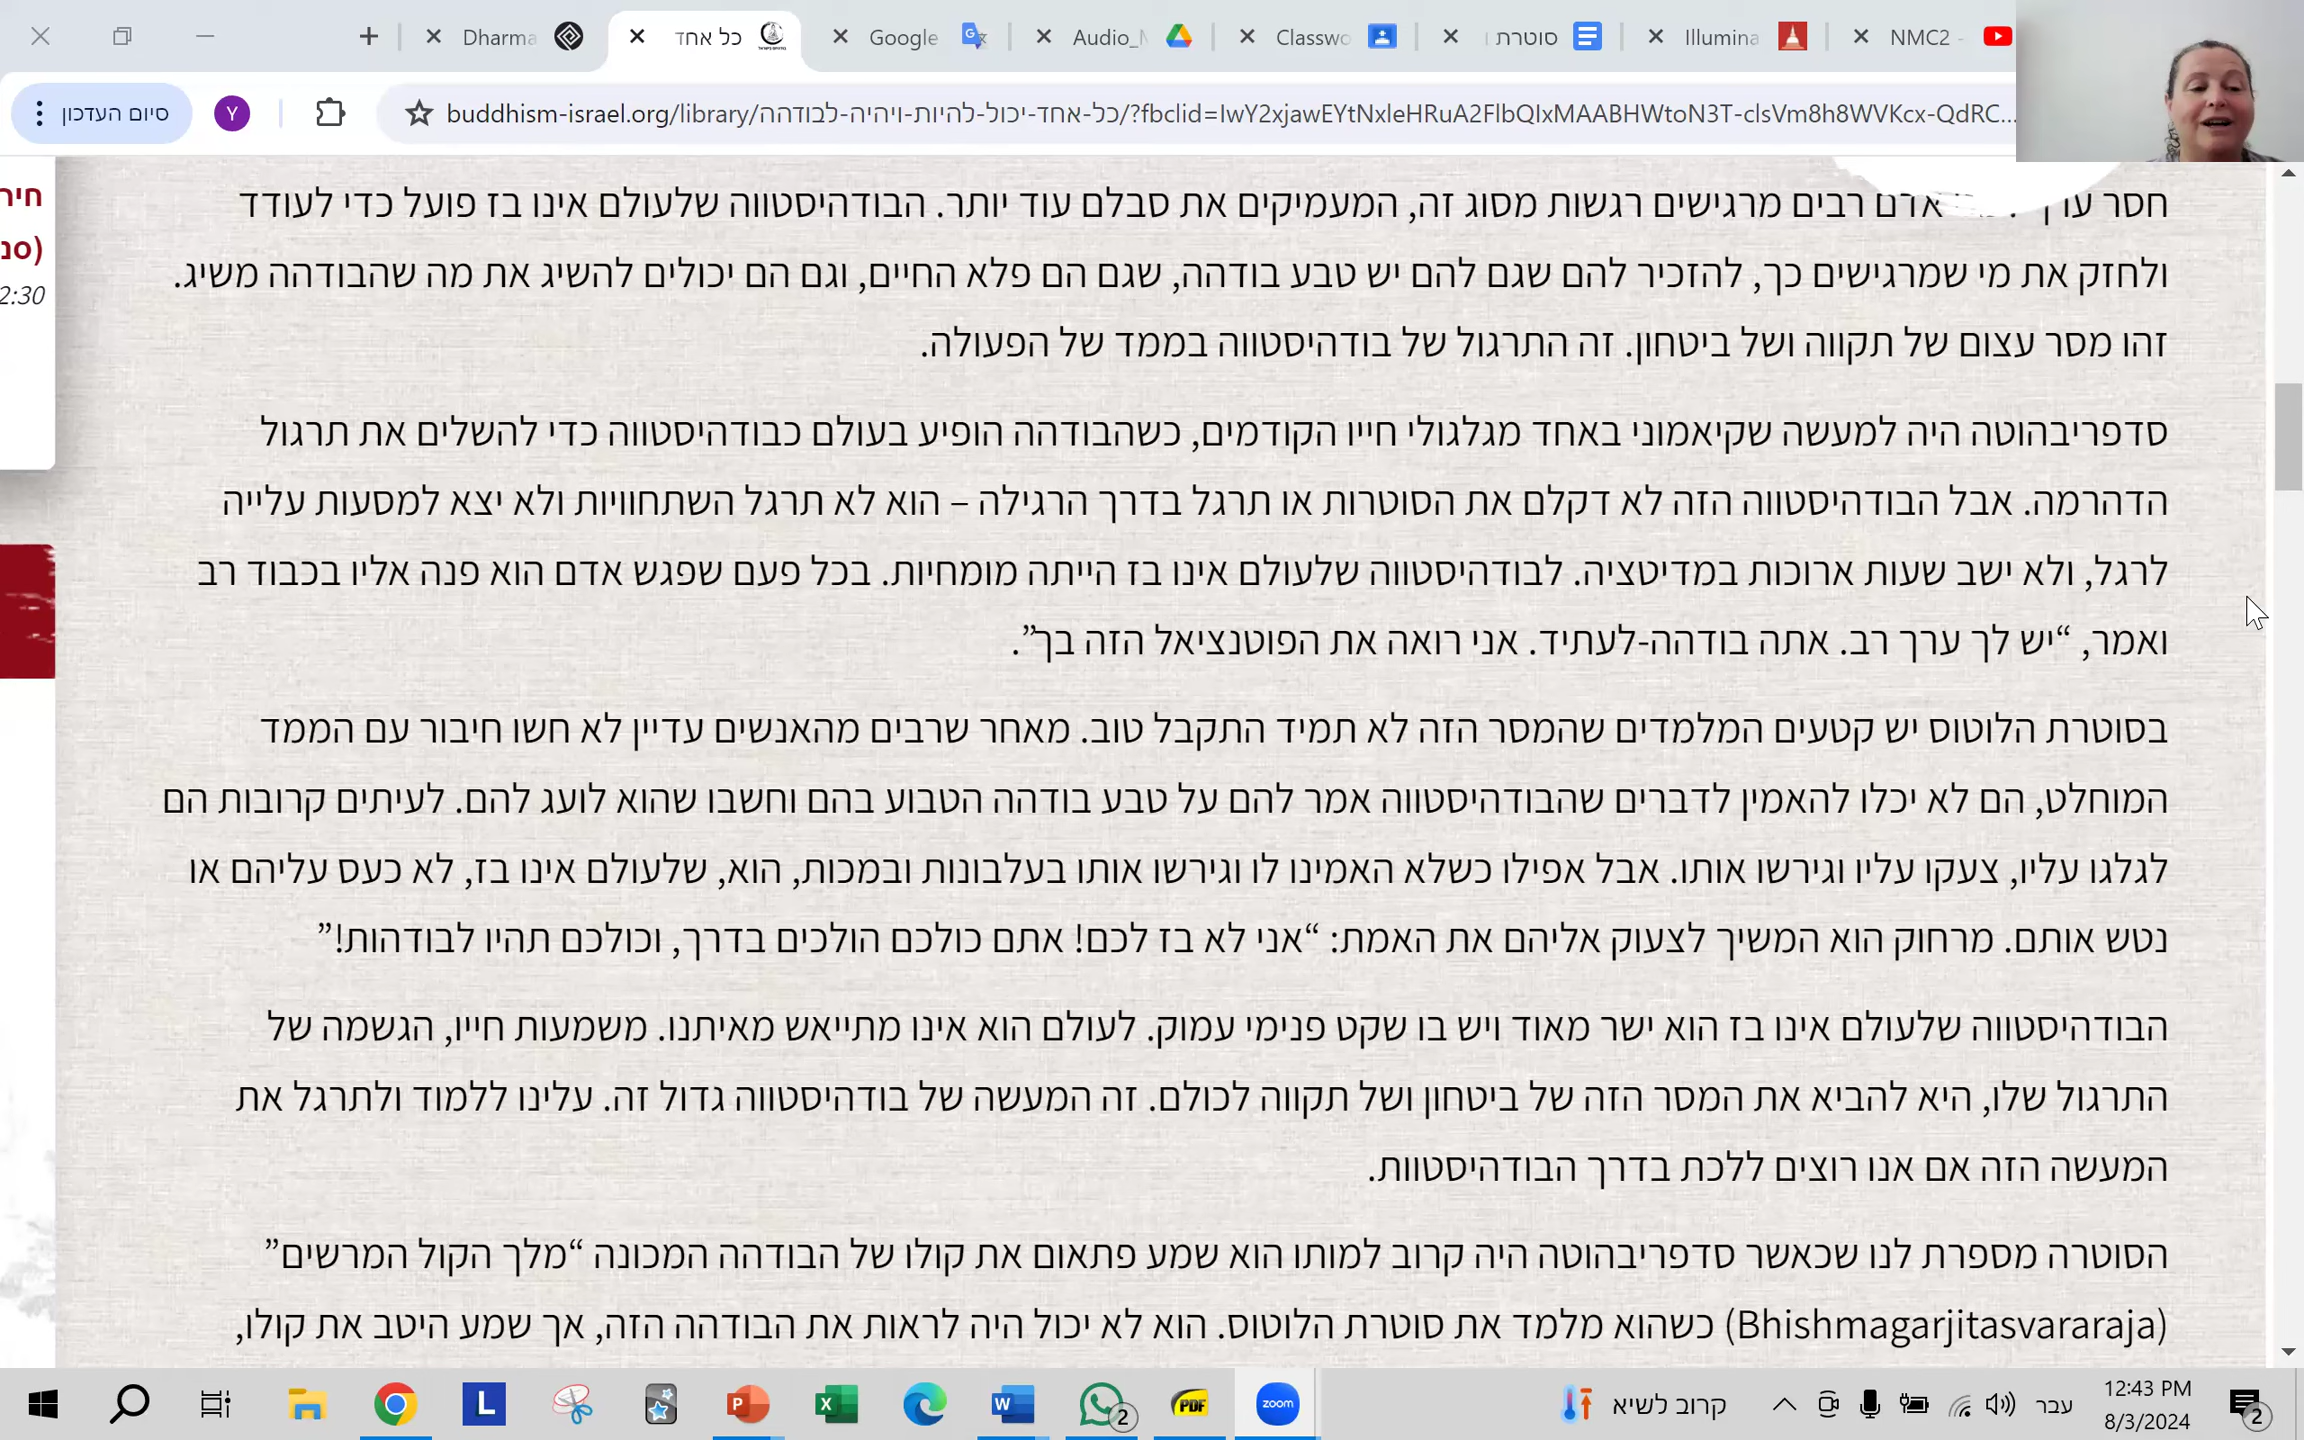 Dharma
כל אחד
Google
Audio_
Classwo
סוטרת
Illumina
NMC2 -
סיום העדכון
Y
buddhism-israel.org/library/כל-אחד-יכול-להיות-ויהיה-לבודהה/?fbclid=IwY2xjawEYtNxleHRuA2FlbQIxMAABHWtoN3T-clsVm8h8WVKcx-QdRC...
חיר
(סנ
2:30
חסר אדם רבים מרגישים רגשות מסוג זה, המעמיקים את סבלם עוד יותר. הבודהיסטווה שלעולם אינו בז פועל כדי לעודד
ולחזק את מי שמרגישים כך, להזכיר להם שגם להם יש טבע בודהה, שגם הם פלא החיים, וגם הם יכולים להשיג את מה שהבודהה משיג.
זהו מסר עצום של תקווה ושל ביטחון. זה התרגול של בודהיסטווה בממד של הפעולה.
סדפריבהוטה היה למעשה שקיאמוני באחד מגלגולי חייו הקודמים, כשהבודהה הופיע בעולם כבודהיסטווה כדי להשלים את תרגול
הדהרמה. אבל הבודהיסטווה הזה לא דקלם את הסוטרות או תרגל בדרך הרגילה – הוא לא תרגל השתחוויות ולא יצא למסעות עלייה
לרגל, ולא ישב שעות ארוכות במדיטציה. לבודהיסטווה שלעולם אינו בז הייתה מומחיות. בכל פעם שפגש אדם הוא פנה אליו בכבוד רב
ואמר, “יש לך ערך רב. אתה בודהה-לעתיד. אני רואה את הפוטנציאל הזה בך”.
בסוטרת הלוטוס יש קטעים המלמדים שהמסר הזה לא תמיד התקבל טוב. מאחר שרבים מהאנשים עדיין לא חשו חיבור עם הממד
המוחלט, הם לא יכלו להאמין לדברים שהבודהיסטווה אמר להם על טבע בודהה הטבוע בהם וחשבו שהוא לועג להם. לעיתים קרובות הם
לגלגו עליו, צעקו עליו וגירשו אותו. אבל אפילו כשלא האמינו לו וגירשו אותו בעלבונות ובמכות, הוא, שלעולם אינו בז, לא כעס עליהם או
נטש אותם. מרחוק הוא המשיך לצעוק אליהם את האמת: “אני לא בז לכם! אתם כולכם הולכים בדרך, וכולכם תהיו לבודהות!”
הבודהיסטווה שלעולם אינו בז הוא ישר מאוד ויש בו שקט פנימי עמוק. לעולם הוא אינו מתייאש מאיתנו. משמעות חייו, הגשמה של
התרגול שלו, היא להביא את המסר הזה של ביטחון ושל תקווה לכולם. זה המעשה של בודהיסטווה גדול זה. עלינו ללמוד ולתרגל את
המעשה הזה אם אנו רוצים ללכת בדרך הבודהיסטוות.
הסוטרה מספרת לנו שכאשר סדפריבהוטה היה קרוב למותו הוא שמע פתאום את קולו של הבודהה המכונה “מלך הקול המרשים”
(Bhishmagarjitasvararaja) כשהוא מלמד את סוטרת הלוטוס. הוא לא יכול היה לראות את הבודהה הזה, אך שמע היטב את קולו,
L
P
X
W
2
PDF
zoom
קרוב לשיא
עבר
12:43 PM
8/3/2024
2